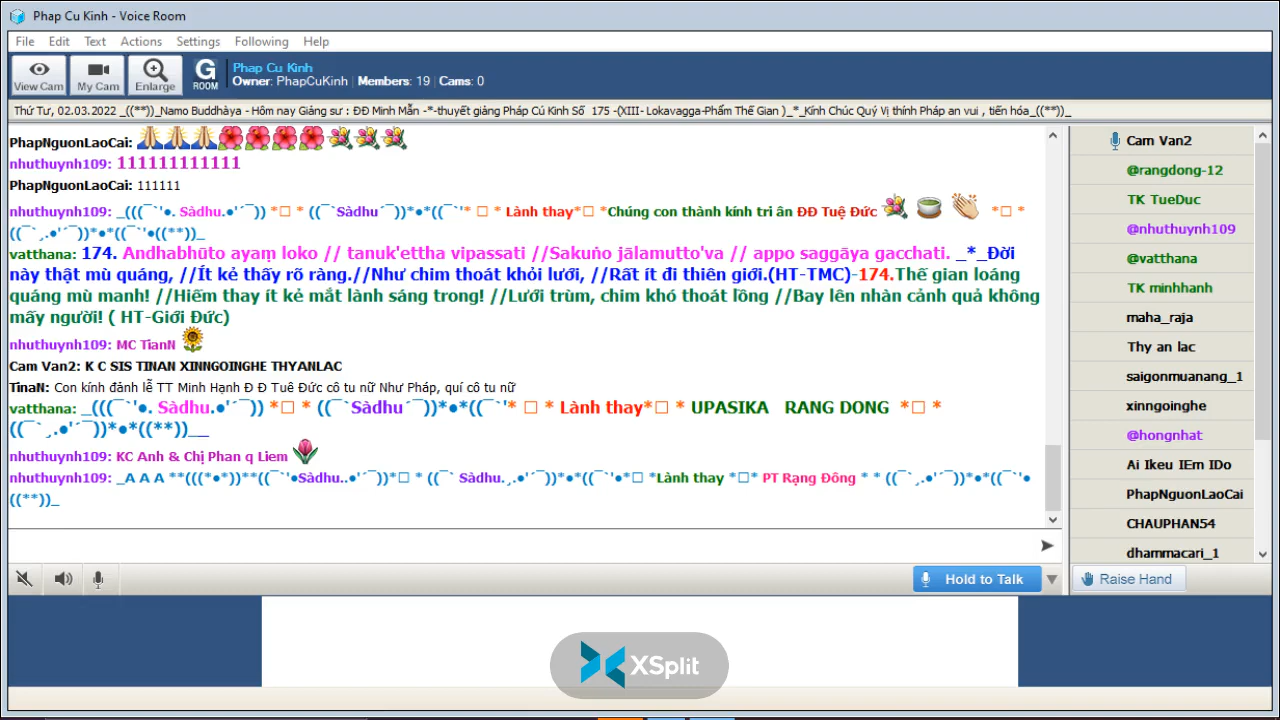 Phap Cu Kinh - Voice Room
File Edit Text Actions Settings Following Help
View Cam My Cam Enlarge G ROOM
Phap Cu Kinh
Owner: PhapCuKinh | Members: 19 | Cams: 0
Thứ Tư, 02.03.2022 _((**))_Namo Buddhàya - Hôm nay Giảng sư : ĐĐ Minh Mẫn -*-thuyết giảng Pháp Cú Kinh Số 175 -(XIII- Lokavagga-Phẩm Thế Gian )_*_Kính Chúc Quý Vị thính Pháp an vui , tiến hóa_((**))_
PhapNguonLaoCai:
nhuthuynh109: 111111111111
PhapNguonLaoCai: 111111
nhuthuynh109: _(((¯`'•. Sàdhu.•'´¯)) *□ * ((¯`Sàdhu´¯))*•*((¯`'* □ * Lành thay*□ *Chúng con thành kính tri ân ĐĐ Tuệ Đức *□ *
((¯`¸.•'´¯))*•*((¯`'•((**))_
vatthana: 174. Andhabhūto ayaṃ loko // tanuk'ettha vipassati //Sakuṅo jālamutto'va // appo saggāya gacchati. _*_Đời
này thật mù quáng, //Ít kẻ thấy rõ ràng.//Như chim thoát khỏi lưới, //Rất ít đi thiên giới.(HT-TMC)-174.Thế gian loáng
quáng mù manh! //Hiếm thay ít kẻ mắt lành sáng trong! //Lưới trùm, chim khó thoát lồng //Bay lên nhàn cảnh quả không
mấy người! ( HT-Giới Đức)
nhuthuynh109: MC TianN
Cam Van2: K C SIS TINAN XINNGOINGHE THYANLAC
TinaN: Con kính đảnh lễ TT Minh Hạnh Đ Đ Tuê Đức cô tu nữ Như Pháp, quí cô tu nữ
vatthana: _(((¯`'•. Sàdhu.•'´¯)) *□ * ((¯`Sàdhu´¯))*•*((¯`'* □ * Lành thay*□ * UPASIKA RANG DONG *□ *
((¯`¸.•'´¯))*•*((**))__
nhuthuynh109: KC Anh & Chị Phan q Liem
nhuthuynh109: _A A A **(((*•*))**((¯`'•Sàdhu..•'´¯))*□ * ((¯` Sàdhu.¸.•'´¯))*•*((¯`'•*□ *Lành thay *□* PT Rạng Đông * * ((¯`¸.•'´¯))*•*((¯`'•
((**))_
Hold to Talk
Cam Van2
@rangdong-12
TK TueDuc
@nhuthuynh109
@vatthana
TK minhhanh
maha_raja
Thy an lac
saigonmuanang_1
xinngoinghe
@hongnhat
Ai Ikeu IEm IDo
PhapNguonLaoCai
CHAUPHAN54
dhammacari_1
Raise Hand
XSplit